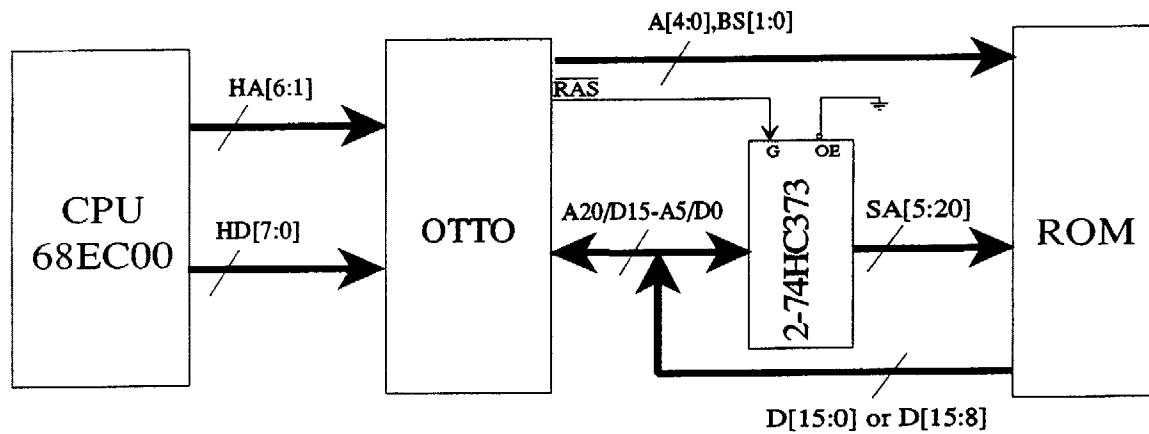 A[4:0],BS[1:0]
RAS
HA[6:1]
G
OE
CPU
68EC00
OTTO
A20/D15-A5/D0
2-74HC373
SA[5:20]
ROM
HD[7:0]
D[15:0] or D[15:8]